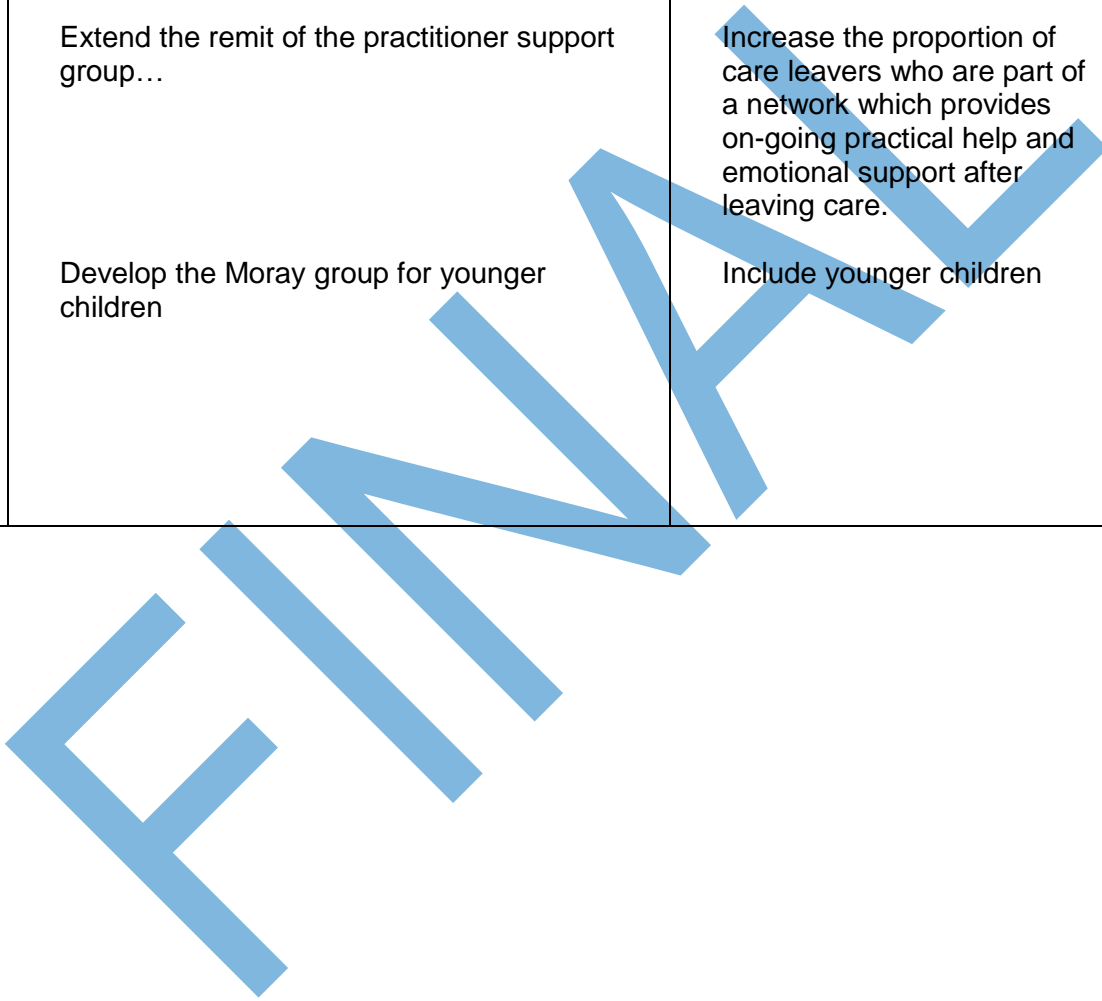 Extend the remit of the practitioner support
group…
Increase the proportion of
care leavers who are part of
a network which provides
on-going practical help and
emotional support after
leaving care.
Develop the Moray group for younger
children
Include younger children
FINAL